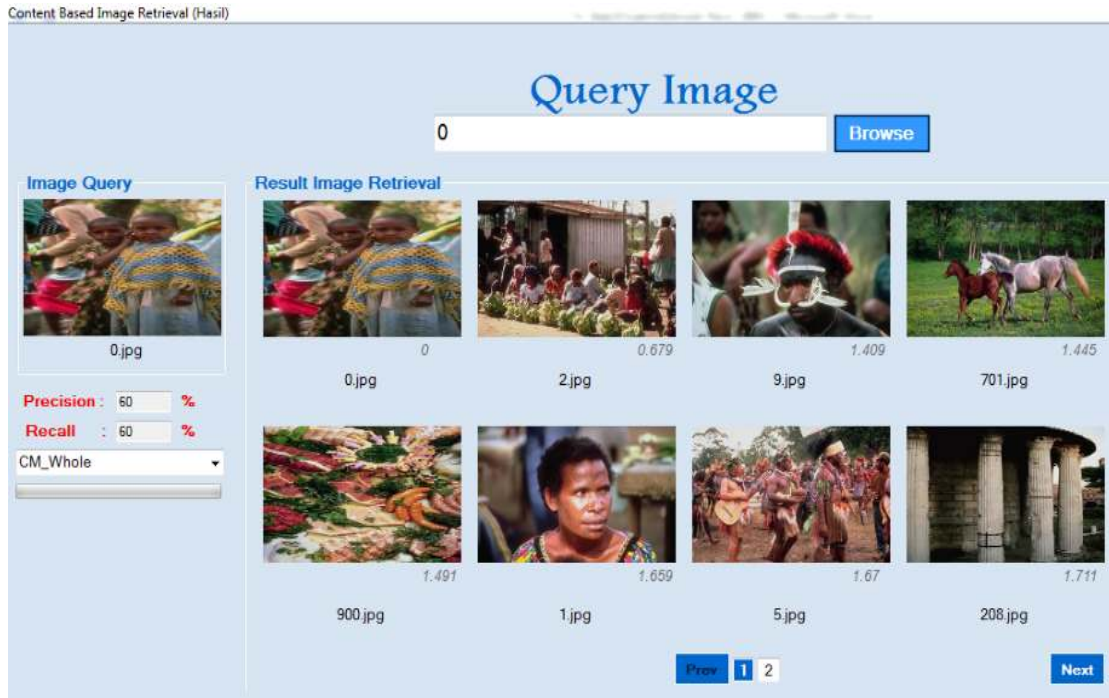 Content Based Image Retrieval (Hasil)
Query Image
0
Browse
Image Query
0.jpg
Precision : 60 %
Recall : 60 %
CM_Whole
Result Image Retrieval
0 0.679 1.409 1.445
0.jpg 2.jpg 9.jpg 701.jpg
1.491 1.659 1.67 1.711
900.jpg 1.jpg 5.jpg 208.jpg
Prev 1 2 Next